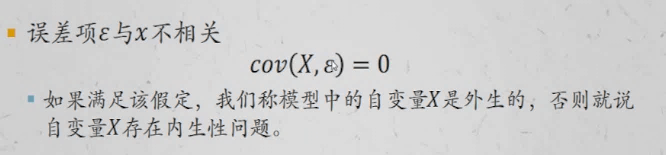 误差项ε与x不相关
cov(X, ε) = 0
如果满足该假定，我们称模型中的自变量X是外生的，否则就说
自变量X存在内生性问题。